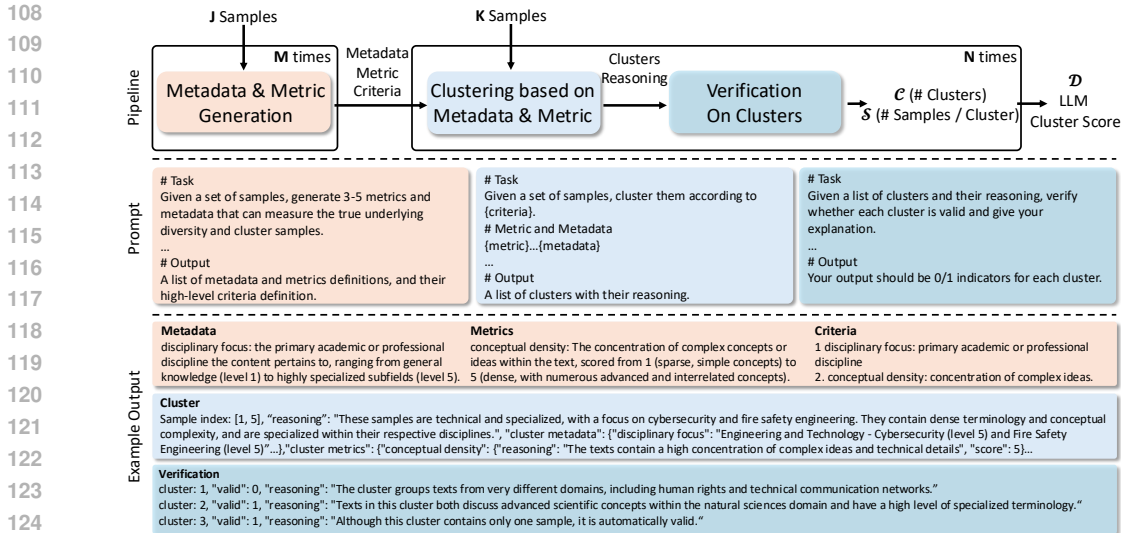 108
109
110
111
112
113
114
115
116
117
118
119
120
121
122
123
124
J Samples
K Samples
Pipeline
M times
Metadata & Metric
Generation
Metadata
Metric
Criteria
N times
Clustering based on
Metadata & Metric
Clusters
Reasoning
Verification
On Clusters
C (# Clusters)
S (# Samples / Cluster)
D
LLM
Cluster Score
Prompt
# Task
Given a set of samples, generate 3-5 metrics and
metadata that can measure the true underlying
diversity and cluster samples.
...
# Output
A list of metadata and metrics definitions, and their
high-level criteria definition.
# Task
Given a set of samples, cluster them according to
{criteria}.
# Metric and Metadata
{metric}...{metadata}
...
# Output
A list of clusters with their reasoning.
# Task
Given a list of clusters and their reasoning, verify
whether each cluster is valid and give your
explanation.
...
# Output
Your output should be 0/1 indicators for each cluster.
Example Output
Metadata
disciplinary focus: the primary academic or professional
discipline the content pertains to, ranging from general
knowledge (level 1) to highly specialized subfields (level 5).
Metrics
conceptual density: The concentration of complex concepts or
ideas within the text, scored from 1 (sparse, simple concepts) to
5 (dense, with numerous advanced and interrelated concepts).
Criteria
1 disciplinary focus: primary academic or professional
discipline
2. conceptual density: concentration of complex ideas.
Cluster
Sample index: [1, 5], “reasoning”: "These samples are technical and specialized, with a focus on cybersecurity and fire safety engineering. They contain dense terminology and conceptual
complexity, and are specialized within their respective disciplines.", "cluster metadata": {"disciplinary focus": "Engineering and Technology - Cybersecurity (level 5) and Fire Safety
Engineering (level 5)”...},"cluster metrics": {"conceptual density": {"reasoning": "The texts contain a high concentration of complex ideas and technical details", "score": 5}...
Verification
cluster: 1, "valid": 0, "reasoning": "The cluster groups texts from very different domains, including human rights and technical communication networks.”
cluster: 2, "valid": 1, "reasoning": "Texts in this cluster both discuss advanced scientific concepts within the natural sciences domain and have a high level of specialized terminology.“
cluster: 3, "valid": 1, "reasoning": "Although this cluster contains only one sample, it is automatically valid.“